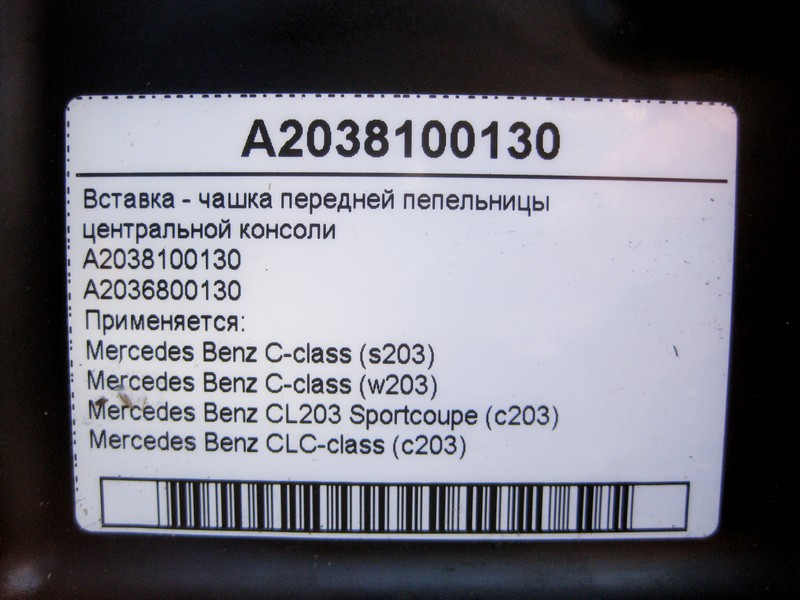 A2038100130
Вставка - чашка передней пепельницы
центральной консоли
A2038100130
A2036800130
Применяется:
Mercedes Benz C-class (s203)
Mercedes Benz C-class (w203)
Mercedes Benz CL203 Sportcoupe (c203)
Mercedes Benz CLC-class (c203)